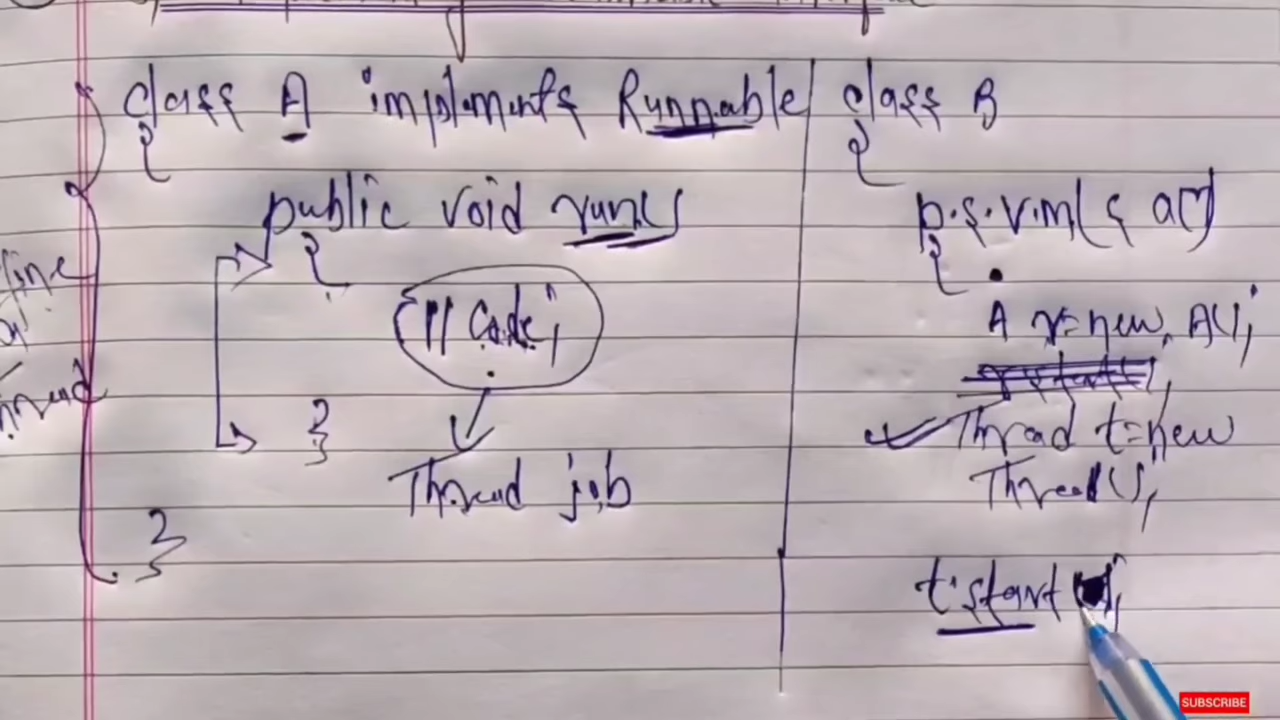 class A implements Runnable
{
public void run()
{
// Code;
}
Thread job
}
class B
{
p.s.v.m( s a[])
{
A r=new A();
Thread t=new
Thread();
t.start();
SUBSCRIBE